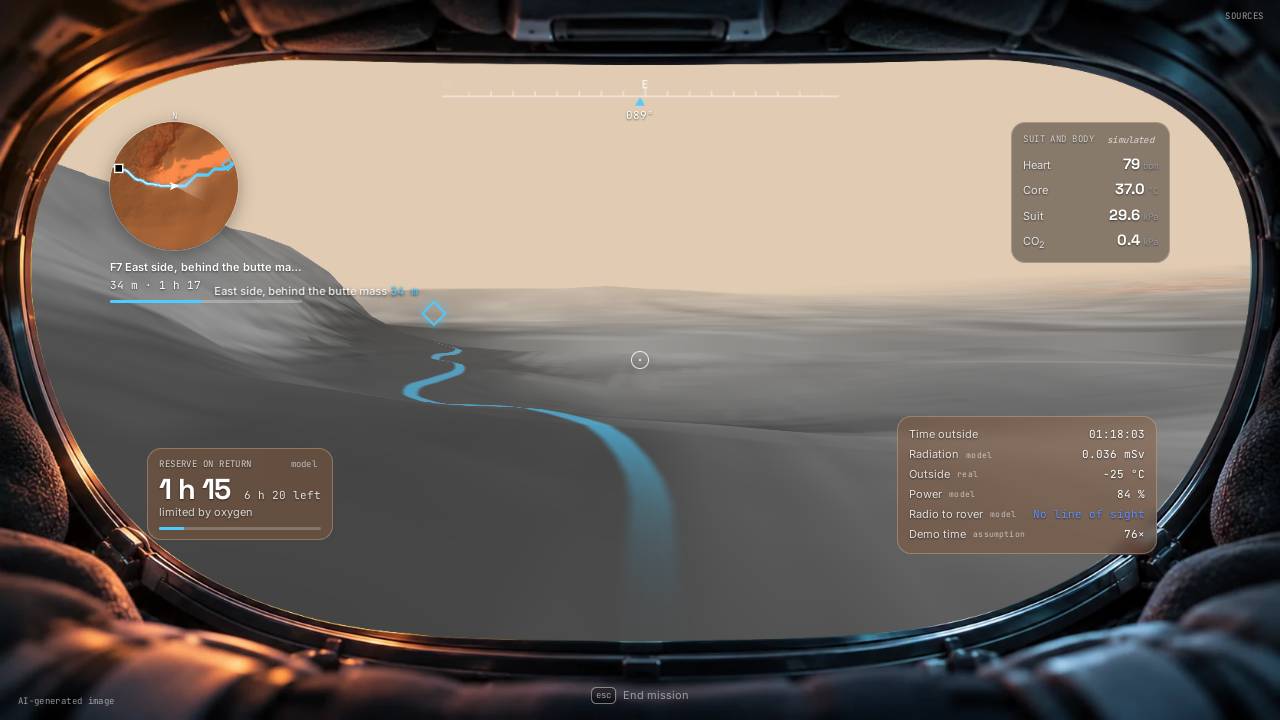 SOURCES
E
089°
N
SUIT AND BODY simulated
Heart 79 bpm
Core 37.0 °C
Suit 29.6 kPa
CO2 0.4 kPa
F7 East side, behind the butte ma…
34 m · 1 h 17
East side, behind the butte mass 34 m
RESERVE ON RETURN model
1 h 15 6 h 20 left
limited by oxygen
Time outside 01:18:03
Radiation model 0.036 mSv
Outside real -25 °C
Power model 84 %
Radio to rover model No line of sight
Demo time assumption 76×
esc End mission
AI-generated image